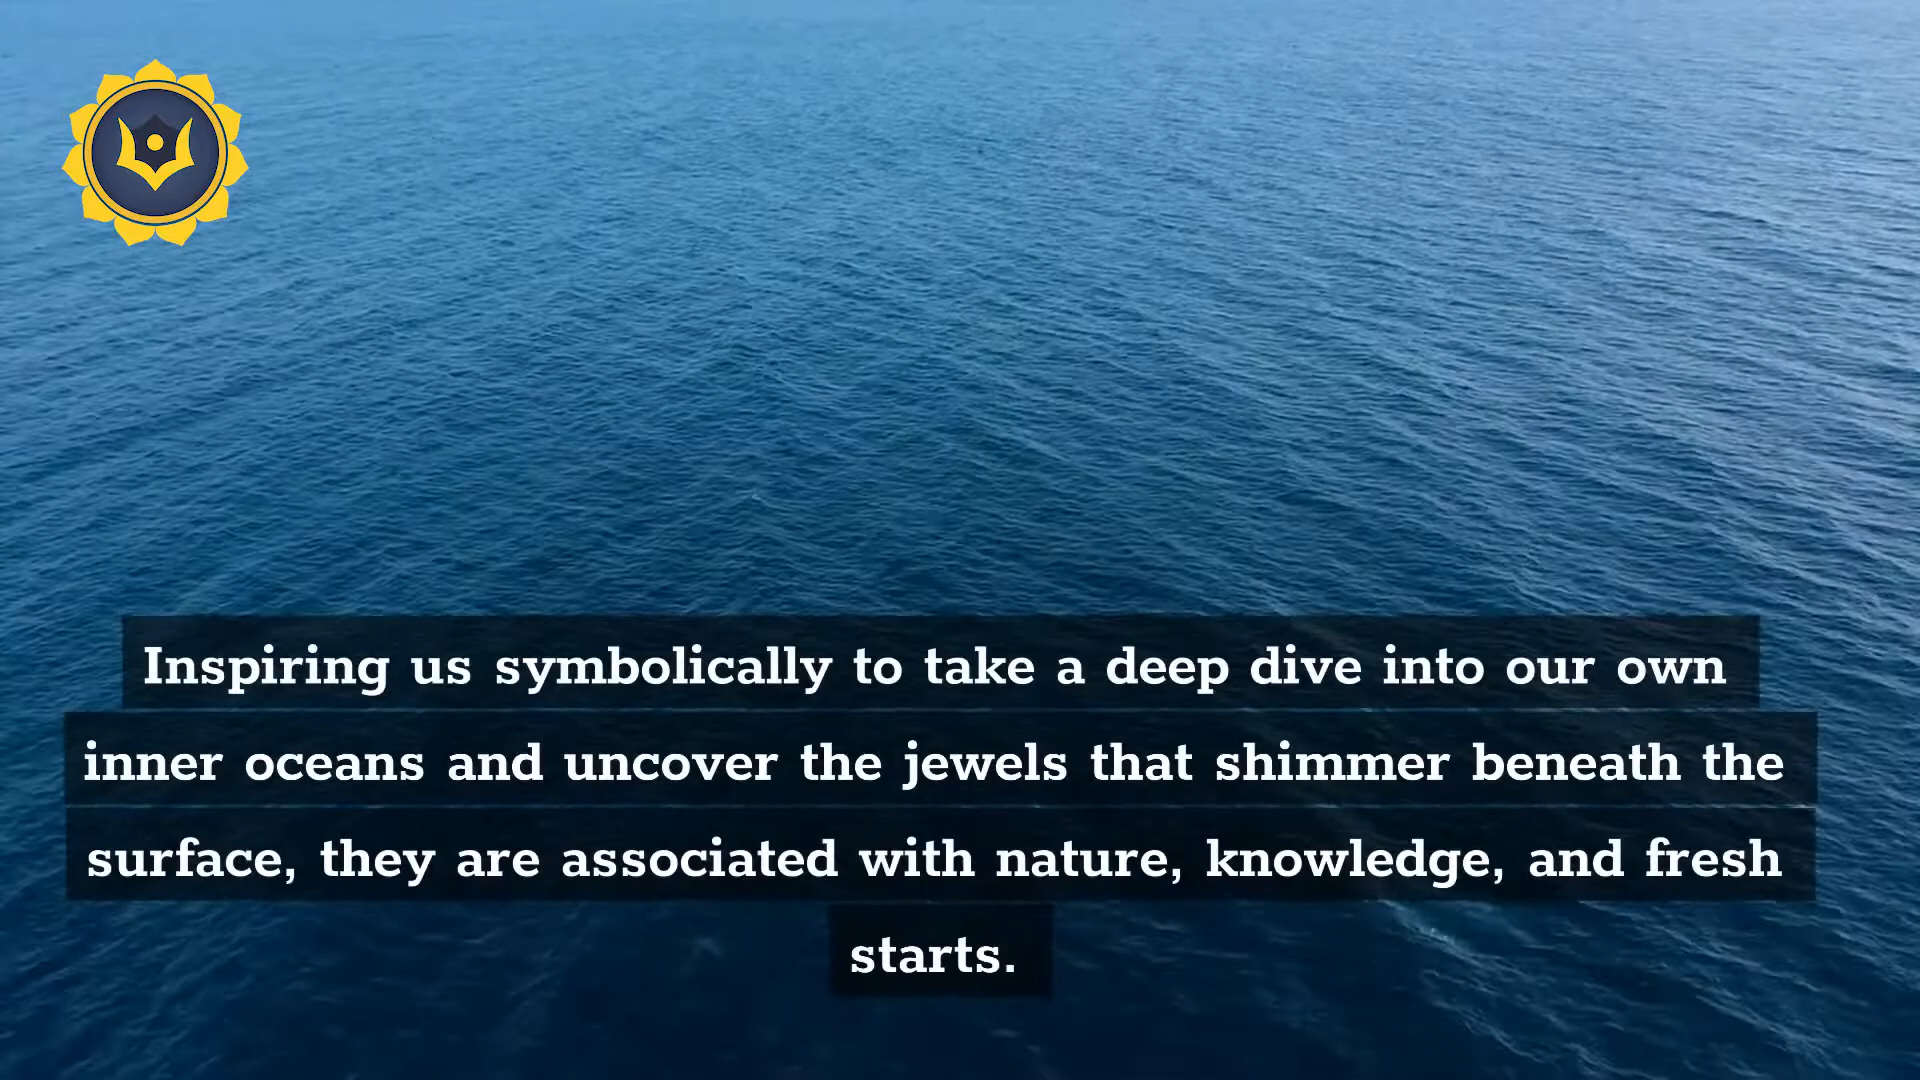 Inspiring us symbolically to take a deep dive into our own
inner oceans and uncover the jewels that shimmer beneath the
surface, they are associated with nature, knowledge, and fresh
starts.